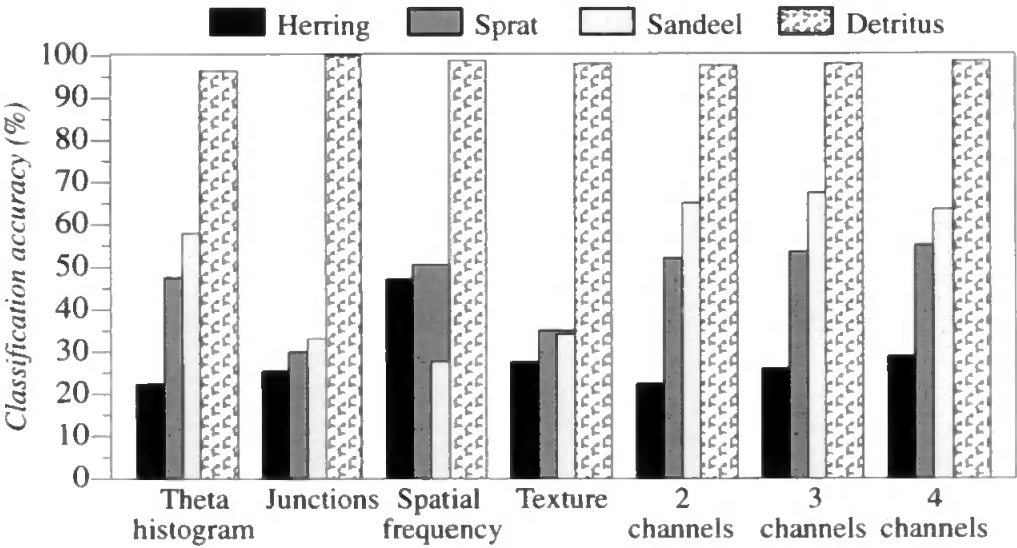 Herring Sprat Sandeel Detritus
Classification accuracy (%)
100
90
80
70
60
50
40
30
20
10
0
Theta histogram
Junctions
Spatial frequency
Texture
2 channels
3 channels
4 channels